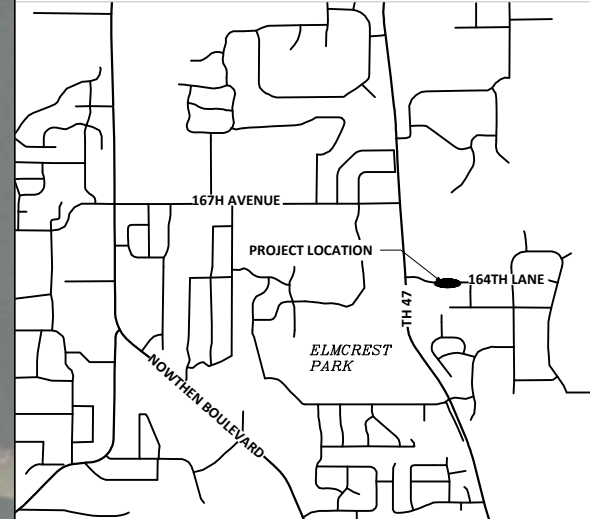 167H AVENUE
PROJECT LOCATION
164TH LANE
TH 47
ELMCREST
PARK
NOWTHEN BOULEVARD